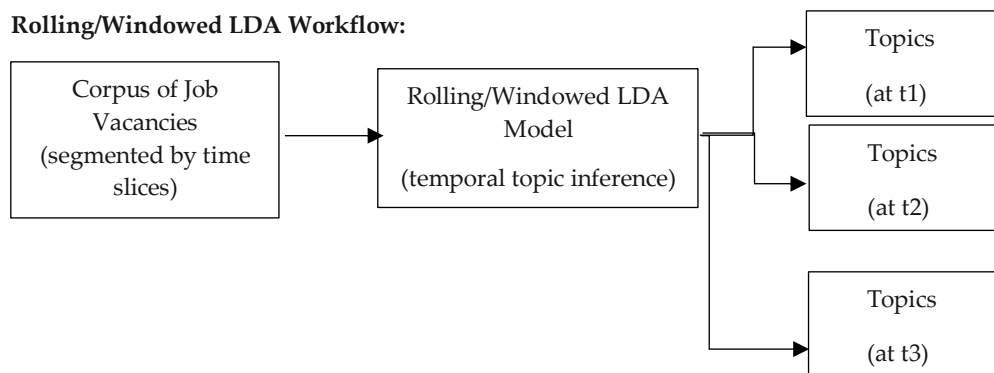 Rolling/Windowed LDA Workflow:
Corpus of Job
Vacancies
(segmented by time
slices)
Rolling/Windowed LDA
Model
(temporal topic inference)
Topics
(at t1)
Topics
(at t2)
Topics
(at t3)